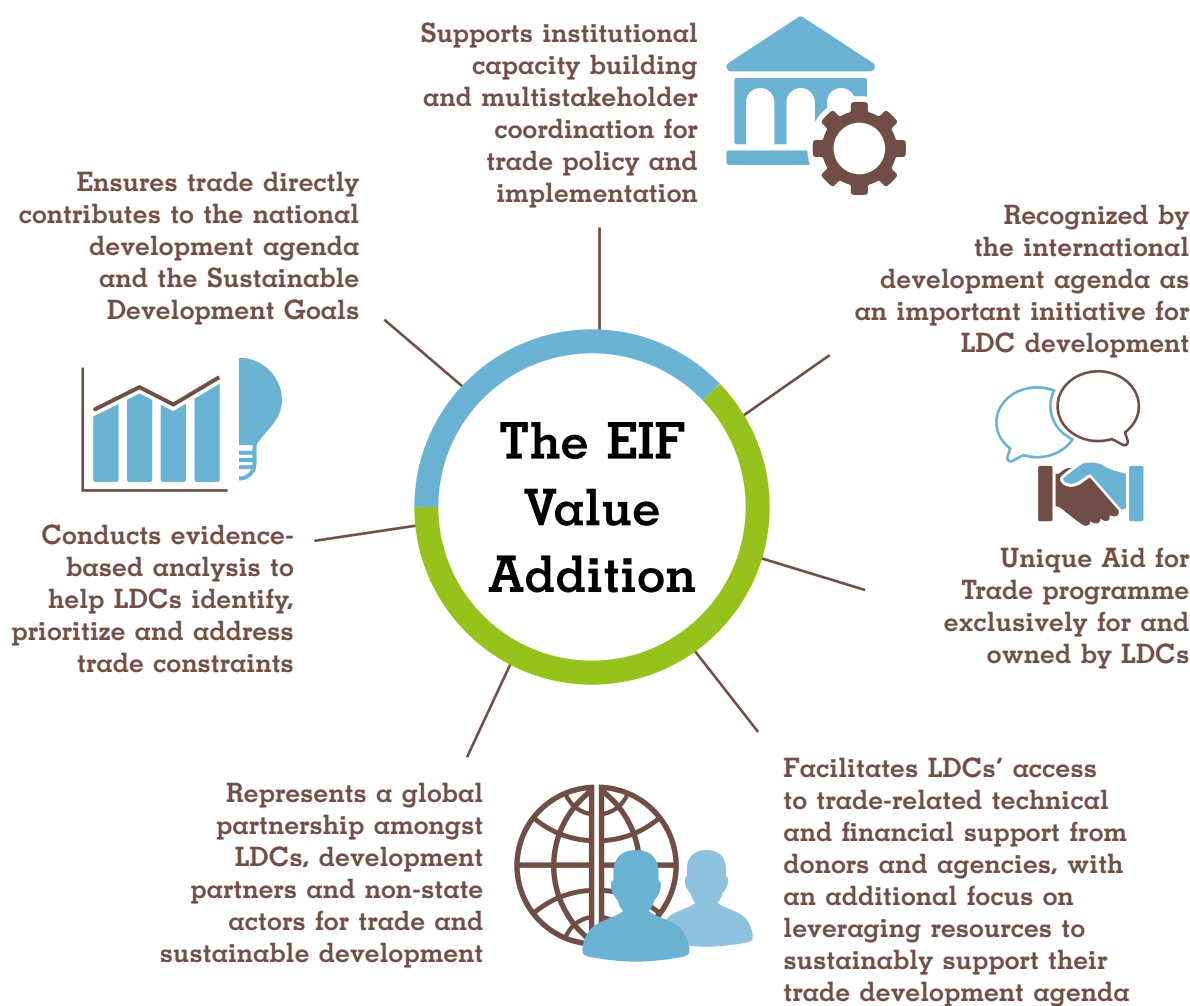 Supports institutional
capacity building
and multistakeholder
coordination for
trade policy and
implementation
Ensures trade directly
contributes to the national
development agenda
and the Sustainable
Development Goals
Recognized by
the international
development agenda as
an important initiative for
LDC development
The EIF
Value
Addition
Conducts evidence-
based analysis to
help LDCs identify,
prioritize and address
trade constraints
Unique Aid for
Trade programme
exclusively for and
owned by LDCs
Represents a global
partnership amongst
LDCs, development
partners and non-state
actors for trade and
sustainable development
Facilitates LDCs’ access
to trade-related technical
and financial support from
donors and agencies, with
an additional focus on
leveraging resources to
sustainably support their
trade development agenda